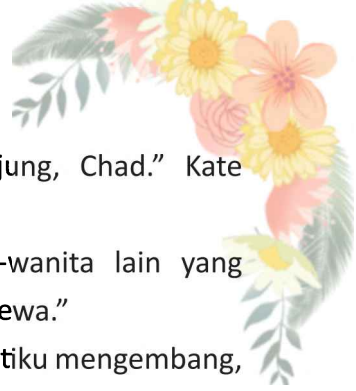 jung, Chad.” Kate
-wanita lain yang
ewa.”
tiku mengembang,